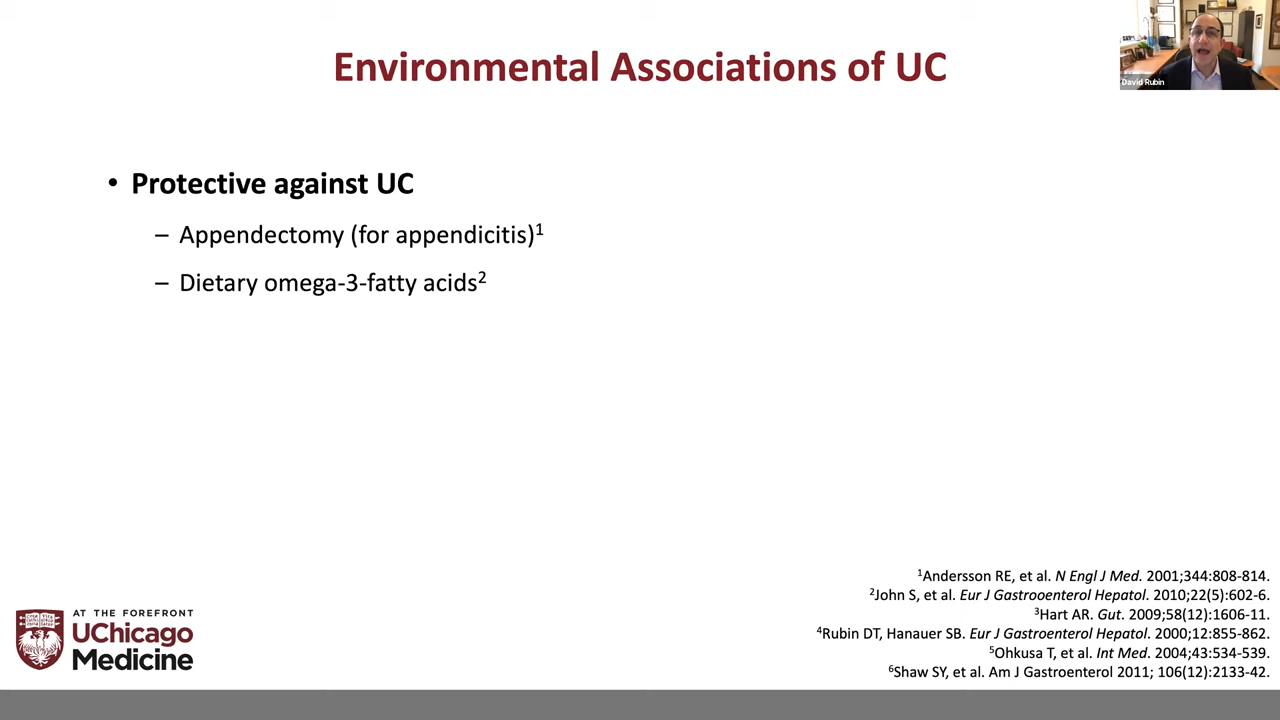 Environmental Associations of UC
David Rubin
• Protective against UC
– Appendectomy (for appendicitis)1
– Dietary omega-3-fatty acids2
1Andersson RE, et al. N Engl J Med. 2001;344:808-814.
2John S, et al. Eur J Gastrooenterol Hepatol. 2010;22(5):602-6.
3Hart AR. Gut. 2009;58(12):1606-11.
4Rubin DT, Hanauer SB. Eur J Gastroenterol Hepatol. 2000;12:855-862.
5Ohkusa T, et al. Int Med. 2004;43:534-539.
6Shaw SY, et al. Am J Gastroenterol 2011; 106(12):2133-42.
AT THE FOREFRONT
UChicago
Medicine